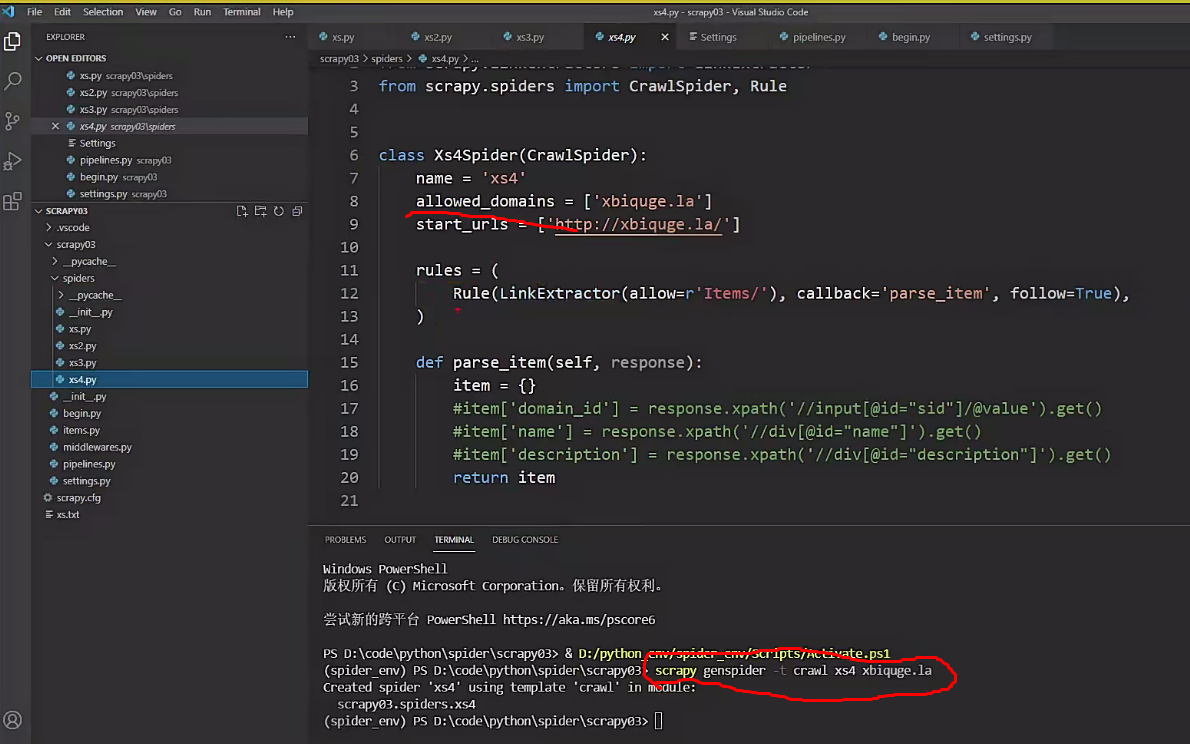 File Edit Selection View Go Run Terminal Help
xs4.py - scrapy03 - Visual Studio Code
EXPLORER
OPEN EDITORS
xs.py scrapy03\spiders
xs2.py scrapy03\spiders
xs3.py scrapy03\spiders
xs4.py scrapy03\spiders
Settings
pipelines.py scrapy03
begin.py scrapy03
settings.py scrapy03
SCRAPY03
.vscode
scrapy03
__pycache__
spiders
__pycache__
__init__.py
xs.py
xs2.py
xs3.py
xs4.py
__init__.py
begin.py
items.py
middlewares.py
pipelines.py
settings.py
scrapy.cfg
xs.txt
xs.py xs2.py xs3.py xs4.py Settings pipelines.py begin.py settings.py
scrapy03 > spiders > xs4.py > ...
3 from scrapy.spiders import CrawlSpider, Rule
4
5
6 class Xs4Spider(CrawlSpider):
7 name = 'xs4'
8 allowed_domains = ['xbiquge.la']
9 start_urls = ['http://xbiquge.la/']
10
11 rules = (
12 Rule(LinkExtractor(allow=r'Items/'), callback='parse_item', follow=True),
13 )
14
15 def parse_item(self, response):
16 item = {}
17 #item['domain_id'] = response.xpath('//input[@id="sid"]/@value').get()
18 #item['name'] = response.xpath('//div[@id="name"]').get()
19 #item['description'] = response.xpath('//div[@id="description"]').get()
20 return item
21
PROBLEMS OUTPUT TERMINAL DEBUG CONSOLE
Windows PowerShell
版权所有 (C) Microsoft Corporation。保留所有权利。
尝试新的跨平台 PowerShell https://aka.ms/pscore6
PS D:\code\python\spider\scrapy03> & D:/python_env/spider_env/Scripts/Activate.ps1
(spider_env) PS D:\code\python\spider\scrapy03> scrapy genspider -t crawl xs4 xbiquge.la
Created spider 'xs4' using template 'crawl' in module:
scrapy03.spiders.xs4
(spider_env) PS D:\code\python\spider\scrapy03>